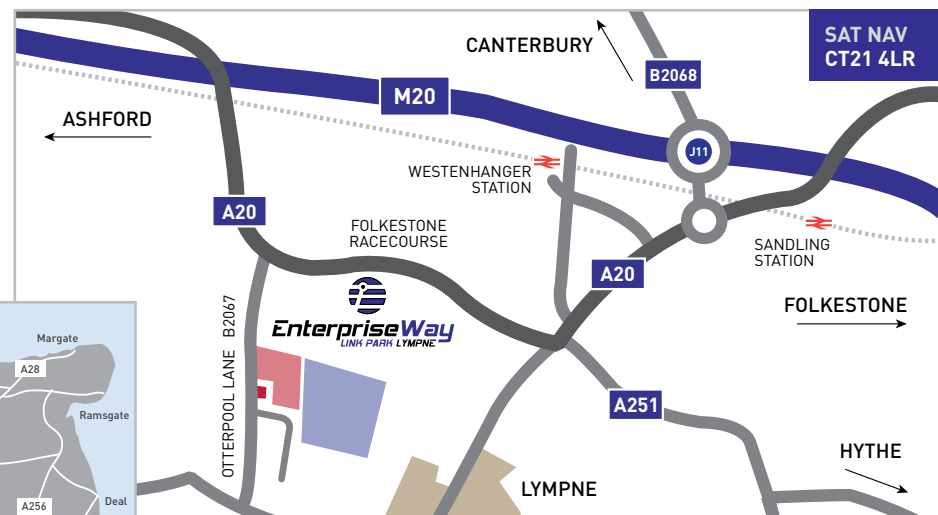 SAT NAV
CT21 4LR
CANTERBURY
B2068
M20
ASHFORD
J11
WESTENHANGER
STATION
A20
FOLKESTONE
RACECOURSE
SANDLING
STATION
A20
FOLKESTONE
OTTERPOOL LANE B2067
EnterpriseWay
LINK PARK LYMPNE
Margate
A28
Ramsgate
A251
HYTHE
LYMPNE
Deal
A256